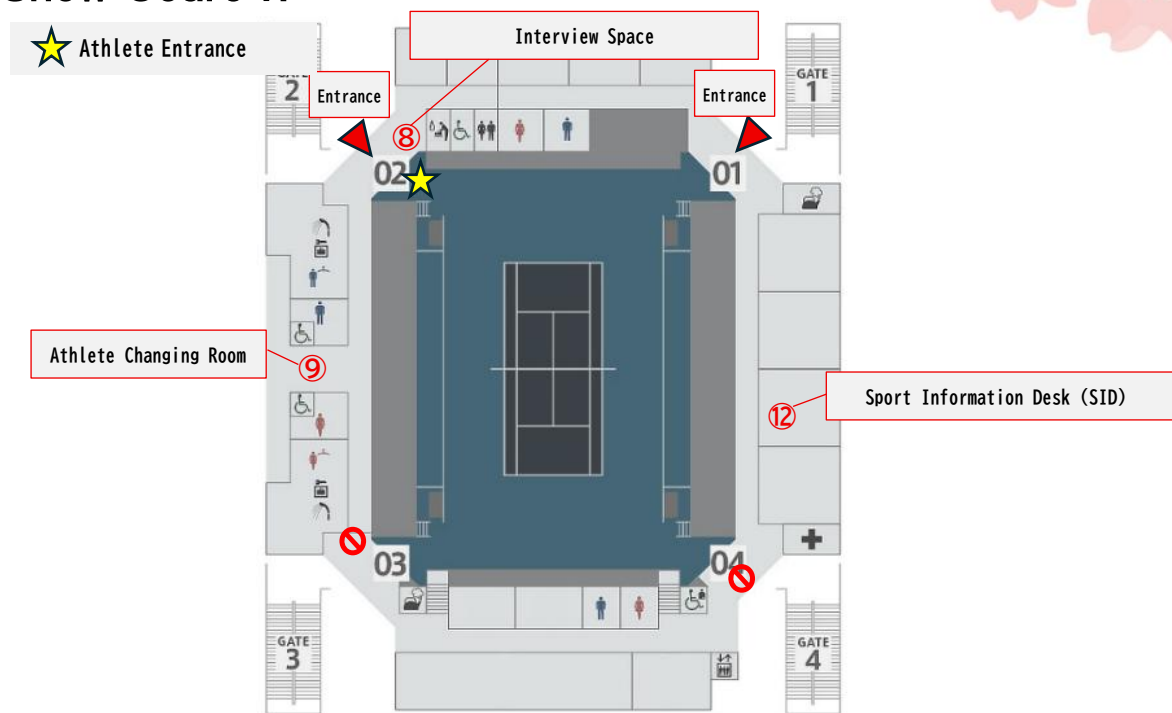 Athlete Entrance
Interview Space
GATE
2
Entrance
Entrance
GATE
1
⑧
02
01
Athlete Changing Room
⑨
Sport Information Desk (SID)
⑫
03
04
GATE
3
GATE
4